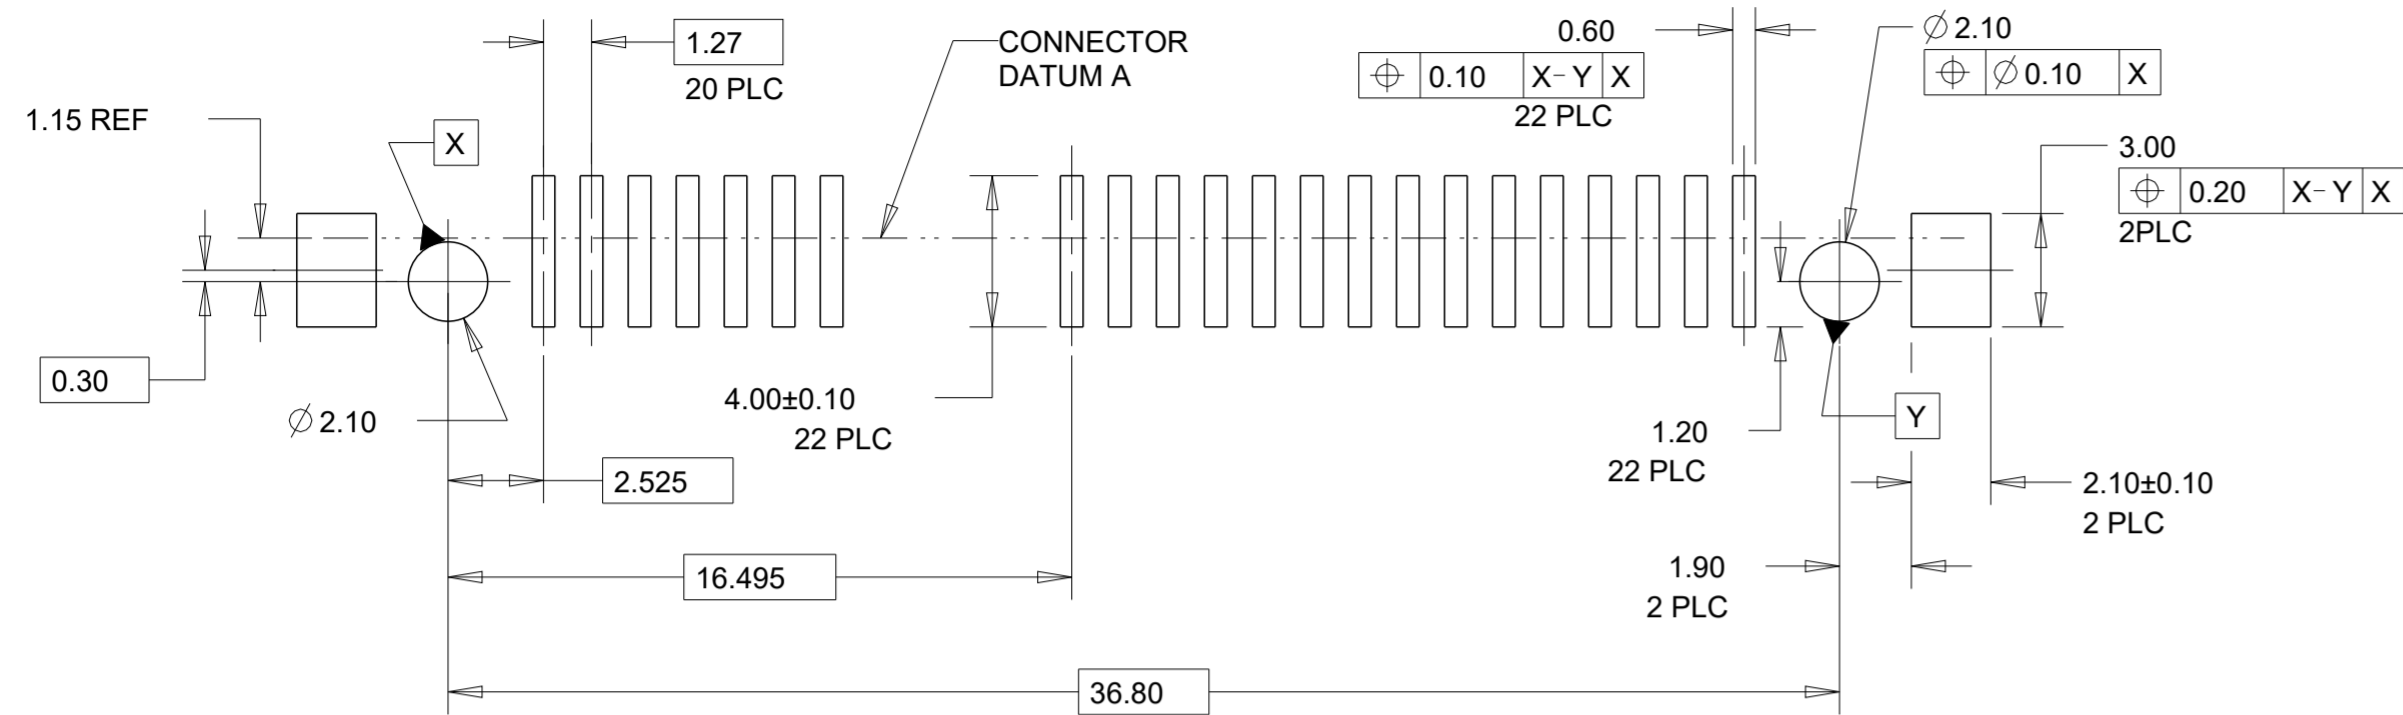 1.27
20 PLC
CONNECTOR
DATUM A
0.60
⌖ 0.10 X-Y X
22 PLC
∅ 2.10
⌖ ∅ 0.10 X
1.15 REF
X
3.00
⌖ 0.20 X-Y X
2PLC
0.30
∅ 2.10
4.00±0.10
22 PLC
1.20
22 PLC
Y
2.525
2.10±0.10
2 PLC
16.495
1.90
2 PLC
36.80